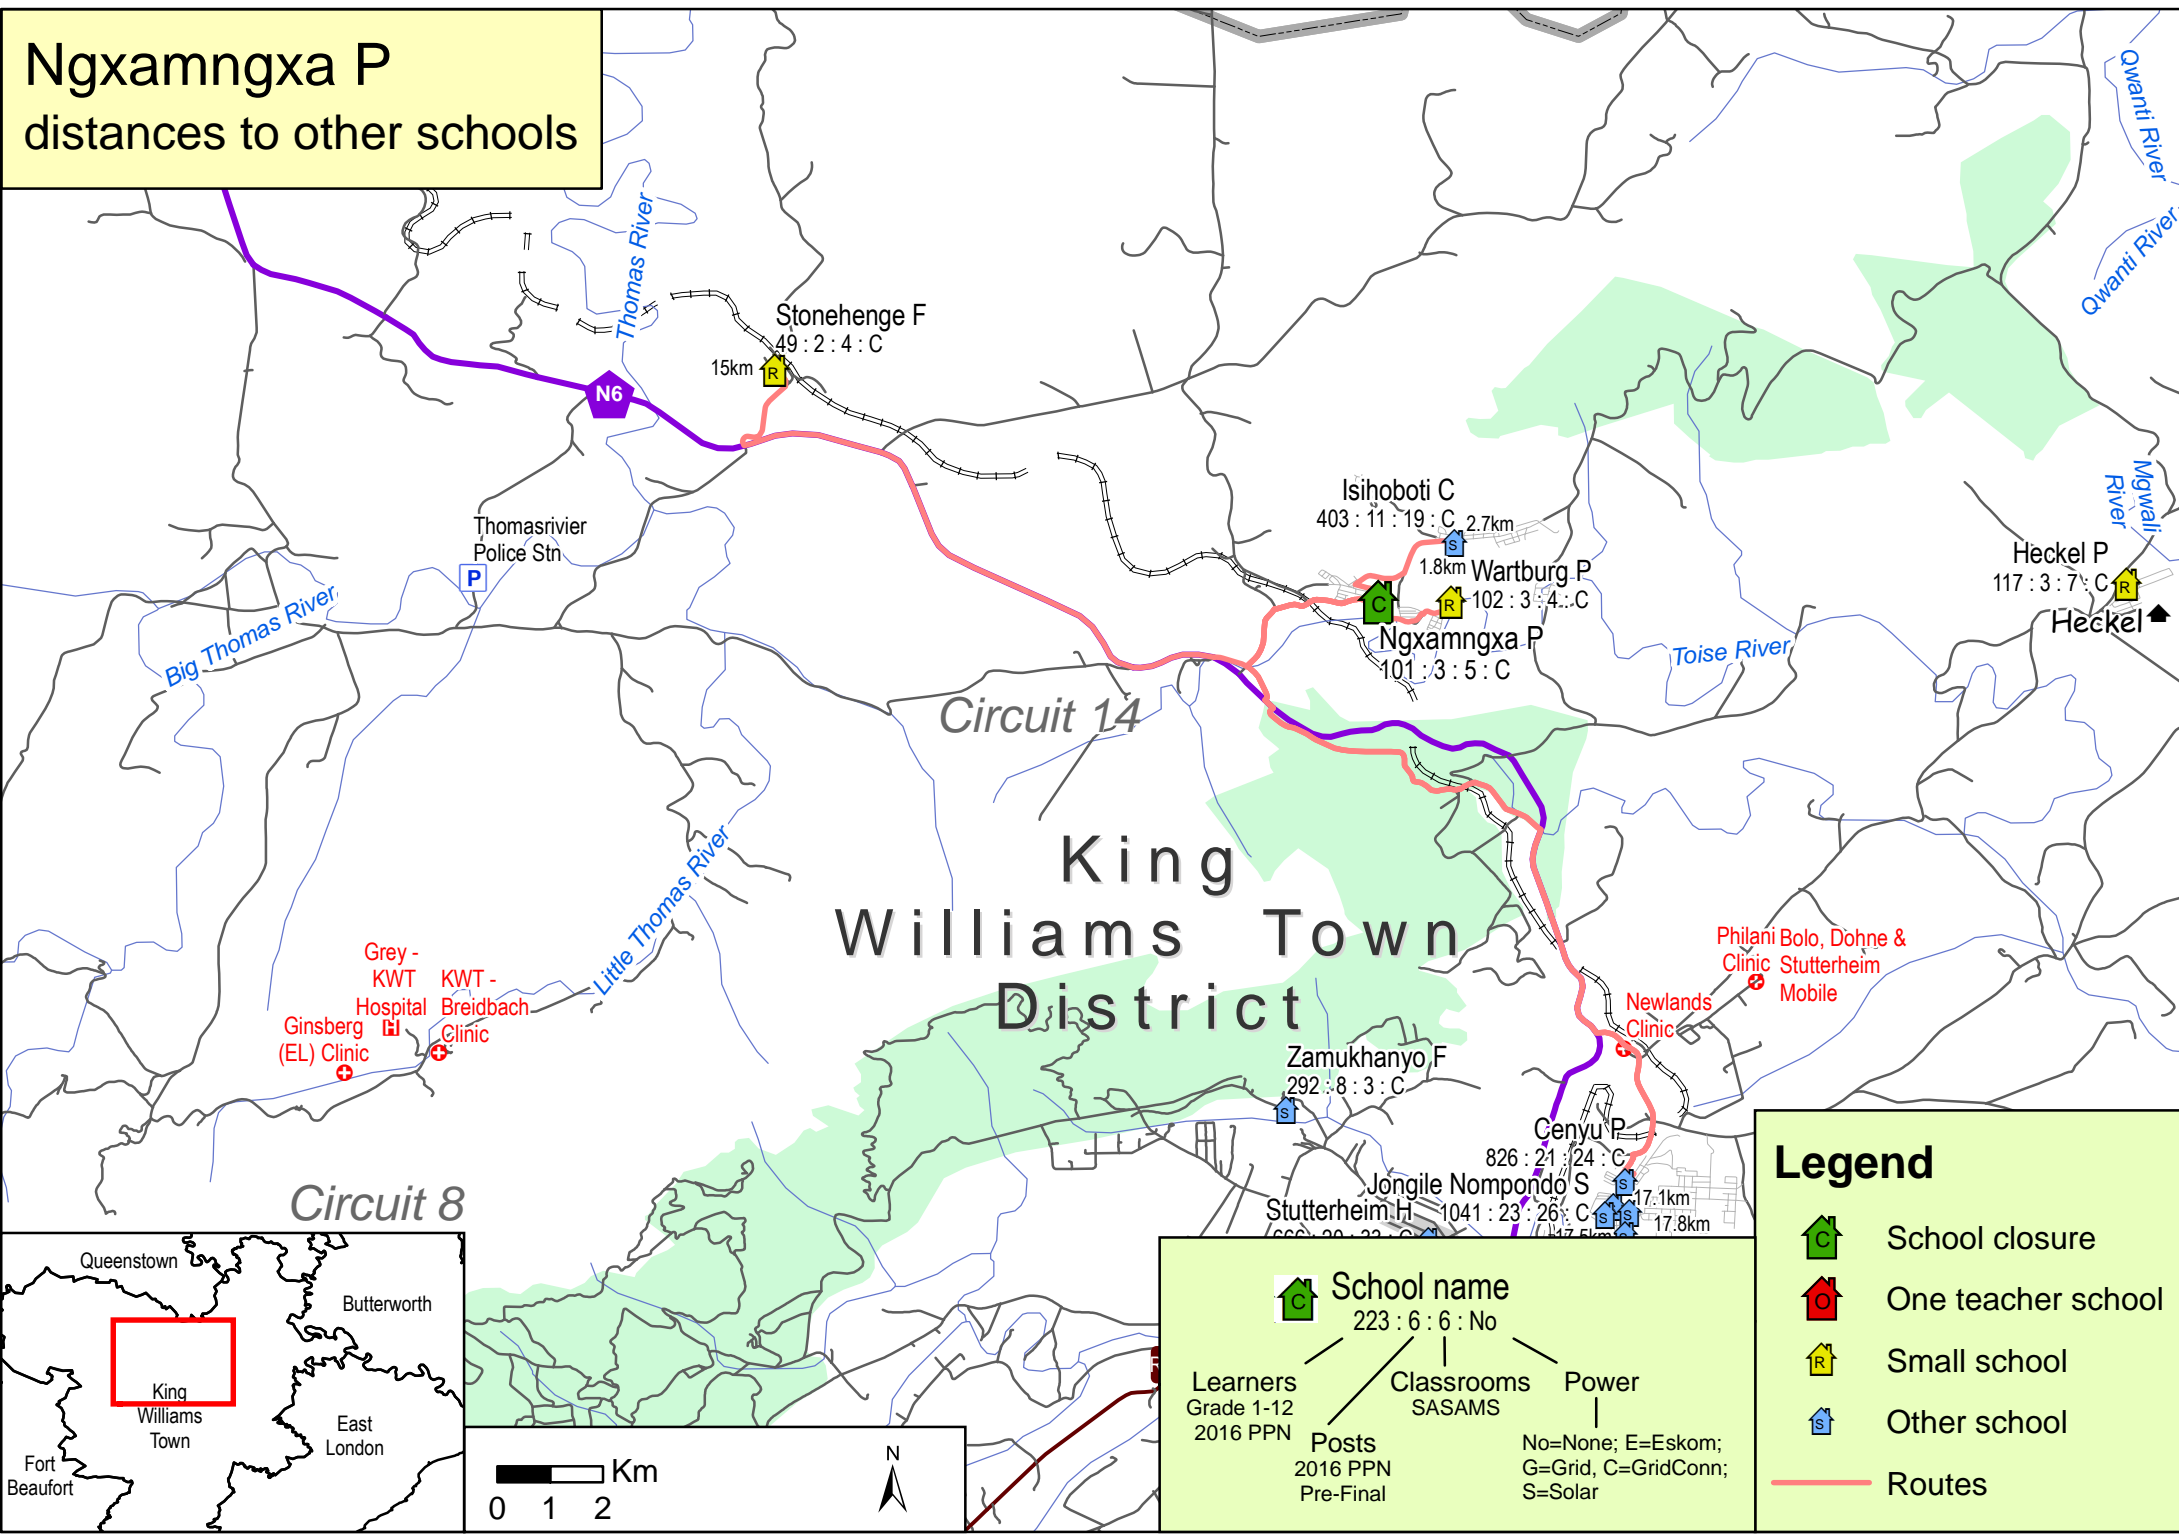 Ngxamngxa P
distances to other schools
Qwanti River
Qwanti River
Thomas River
Stonehenge F
49 : 2 : 4 : C
15km
R
N6
Isihoboti C
403 : 11 : 19 : C
2.7km
S
Mgwali
River
Thomasrivier
Police Stn
P
1.8km
Wartburg P
102 : 3 : 4 : C
R
C
Heckel P
117 : 3 : 7 : C
R
Heckel
Ngxamngxa P
101 : 3 : 5 : C
Big Thomas River
Toise River
Circuit 14
King
Williams Town
District
Little Thomas River
Grey -
KWT
Hospital
H
KWT -
Breidbach
Clinic
Ginsberg
(EL) Clinic
Philani
Clinic
Bolo, Dohne &
Stutterheim
Mobile
Newlands
Clinic
Zamukhanyo F
292 : 8 : 3 : C
S
Cenyu P
826 : 21 : 24 : C
S
Jongile Nompondo S
1041 : 23 : 26 : C
S
S
17.1km
17.8km
17.5km
Stutterheim H
Circuit 8
Queenstown
Butterworth
King
Williams
Town
East
London
Fort
Beaufort
Km
0 1 2
N
C
School name
223 : 6 : 6 : No
Learners
Grade 1-12
2016 PPN
Posts
2016 PPN
Pre-Final
Classrooms
SASAMS
Power
No=None; E=Eskom;
G=Grid, C=GridConn;
S=Solar
Legend
C
School closure
O
One teacher school
R
Small school
S
Other school
Routes